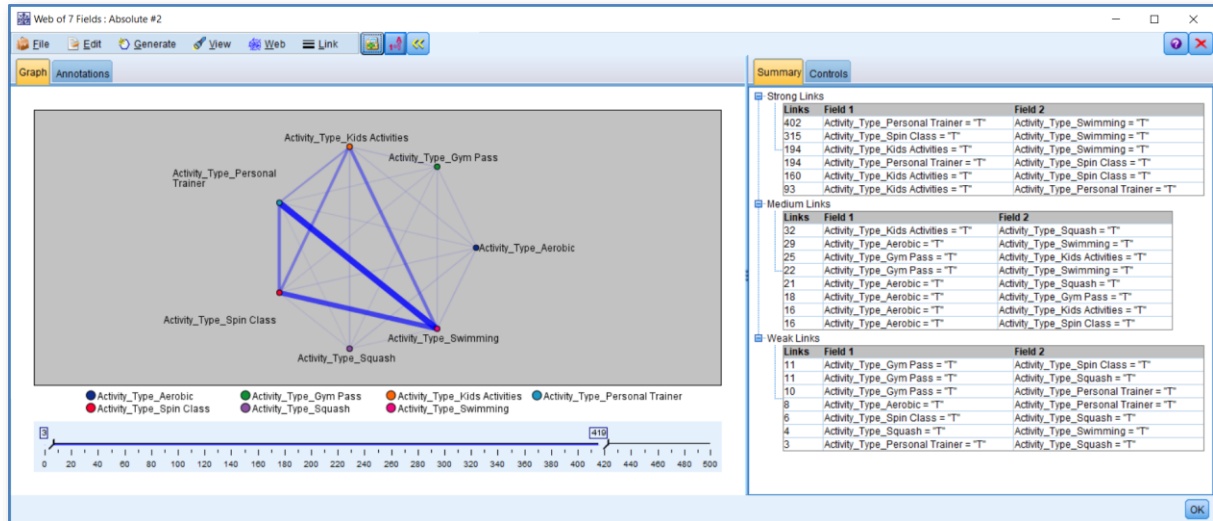 Web of 7 Fields : Absolute #2
File Edit Generate View Web Link
Graph Annotations
Activity_Type_Kids Activities
Activity_Type_Gym Pass
Activity_Type_Personal
Trainer
Activity_Type_Aerobic
Activity_Type_Spin Class
Activity_Type_Swimming
Activity_Type_Squash
Activity_Type_Aerobic Activity_Type_Gym Pass Activity_Type_Kids Activities Activity_Type_Personal Trainer
Activity_Type_Spin Class Activity_Type_Squash Activity_Type_Swimming
3 419
0 20 40 60 80 100 120 140 160 180 200 220 240 260 280 300 320 340 360 380 400 420 440 460 480 500
Summary Controls
Strong Links
Links Field 1 Field 2
402 Activity_Type_Personal Trainer = "T" Activity_Type_Swimming = "T"
315 Activity_Type_Spin Class = "T" Activity_Type_Swimming = "T"
194 Activity_Type_Kids Activities = "T" Activity_Type_Swimming = "T"
194 Activity_Type_Personal Trainer = "T" Activity_Type_Spin Class = "T"
160 Activity_Type_Kids Activities = "T" Activity_Type_Spin Class = "T"
93 Activity_Type_Kids Activities = "T" Activity_Type_Personal Trainer = "T"
Medium Links
Links Field 1 Field 2
32 Activity_Type_Kids Activities = "T" Activity_Type_Squash = "T"
29 Activity_Type_Aerobic = "T" Activity_Type_Swimming = "T"
25 Activity_Type_Gym Pass = "T" Activity_Type_Kids Activities = "T"
22 Activity_Type_Gym Pass = "T" Activity_Type_Swimming = "T"
21 Activity_Type_Aerobic = "T" Activity_Type_Squash = "T"
18 Activity_Type_Aerobic = "T" Activity_Type_Gym Pass = "T"
16 Activity_Type_Aerobic = "T" Activity_Type_Kids Activities = "T"
16 Activity_Type_Aerobic = "T" Activity_Type_Spin Class = "T"
Weak Links
Links Field 1 Field 2
11 Activity_Type_Gym Pass = "T" Activity_Type_Spin Class = "T"
11 Activity_Type_Gym Pass = "T" Activity_Type_Squash = "T"
10 Activity_Type_Gym Pass = "T" Activity_Type_Personal Trainer = "T"
8 Activity_Type_Aerobic = "T" Activity_Type_Personal Trainer = "T"
6 Activity_Type_Spin Class = "T" Activity_Type_Squash = "T"
4 Activity_Type_Squash = "T" Activity_Type_Swimming = "T"
3 Activity_Type_Personal Trainer = "T" Activity_Type_Squash = "T"
OK